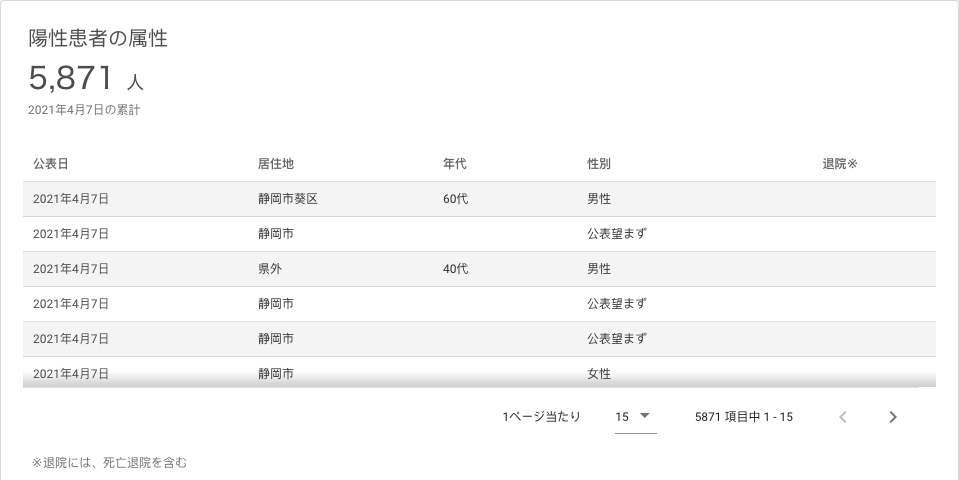 陽性患者の属性
5,871 人
2021年4月7日の累計
公表日 居住地 年代 性別 退院※
2021年4月7日 静岡市葵区 60代 男性
2021年4月7日 静岡市 公表望まず
2021年4月7日 県外 40代 男性
2021年4月7日 静岡市 公表望まず
2021年4月7日 静岡市 公表望まず
2021年4月7日 静岡市 女性
1ページ当たり 15 5871 項目中 1 - 15
※退院には、死亡退院を含む